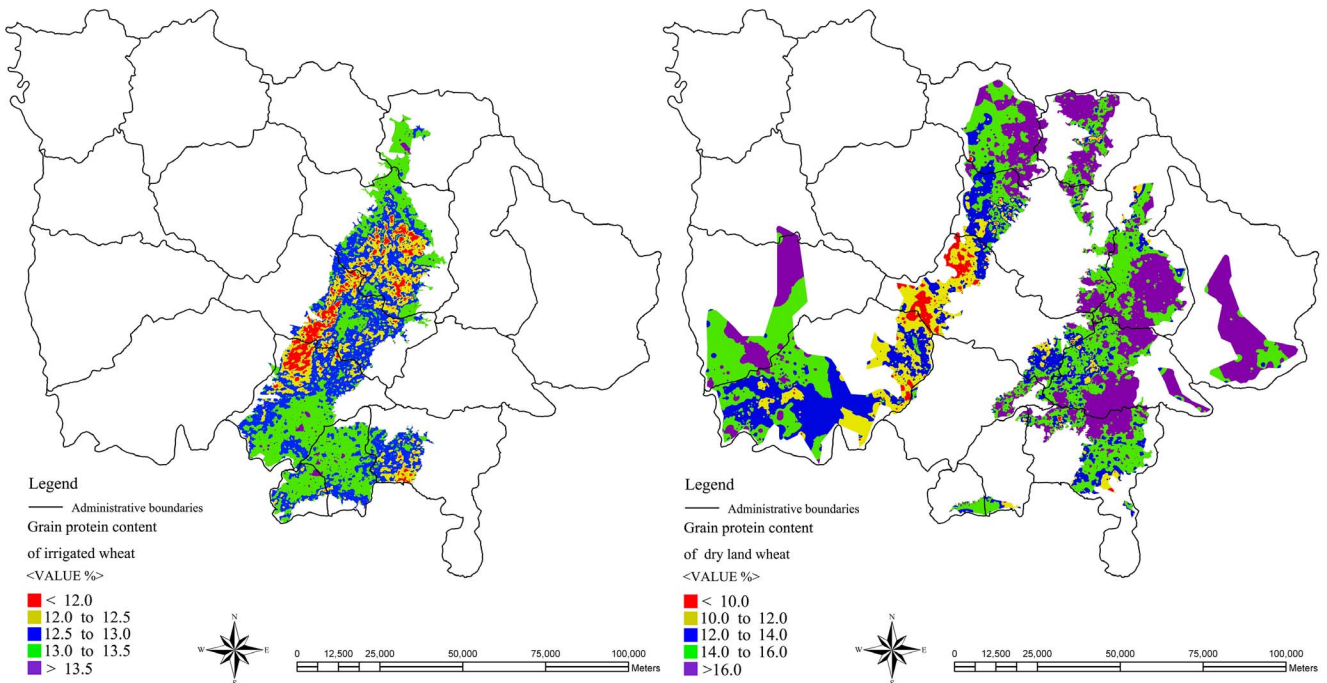 Legend
Administrative boundaries
Grain protein content
of irrigated wheat
<VALUE %>
< 12.0
12.0 to 12.5
12.5 to 13.0
13.0 to 13.5
> 13.5
N
W E
S
0 12,500 25,000 50,000 75,000 100,000
Meters
Legend
Administrative boundaries
Grain protein content
of dry land wheat
<VALUE %>
< 10.0
10.0 to 12.0
12.0 to 14.0
14.0 to 16.0
>16.0
N
W E
S
0 12,500 25,000 50,000 75,000 100,000
Meters